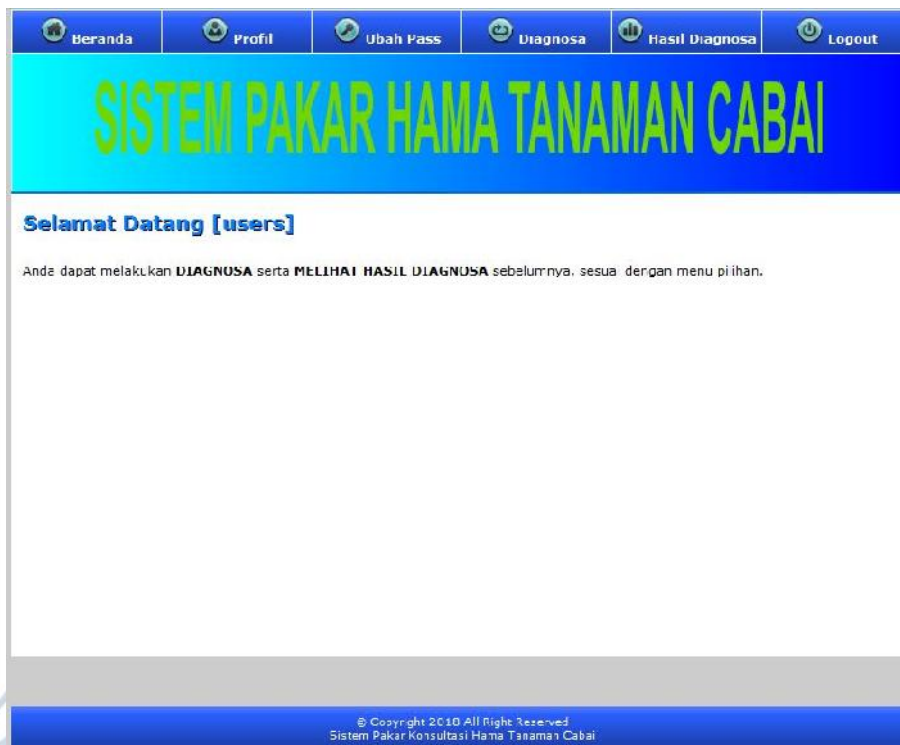 Beranda Profil Ubah Pass Diagnosa Hasil Diagnosa Logout
SISTEM PAKAR HAMA TANAMAN CABAI
Selamat Datang [users]
Anda dapat melakukan DIAGNOSA serta MELIHAT HASIL DIAGNOSA sebelumnya, sesuai dengan menu pilihan.
© Copyright 2018 All Right Reserved
Sistem Pakar Konsultasi Hama Tanaman Cabai